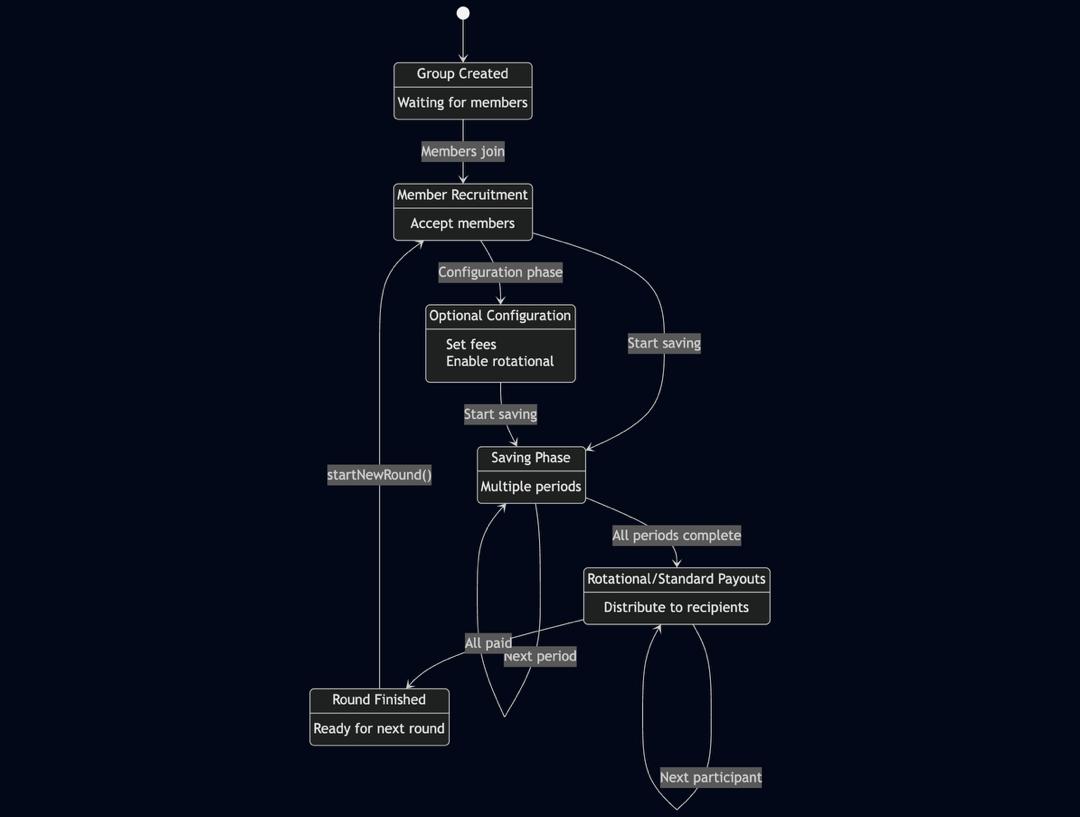 Group Created
Waiting for members
Members join
Member Recruitment
Accept members
Configuration phase
Optional Configuration
Set fees
Enable rotational
Start saving
Start saving
Saving Phase
Multiple periods
startNewRound()
All periods complete
Rotational/Standard Payouts
Distribute to recipients
All paid
Next period
Round Finished
Ready for next round
Next participant